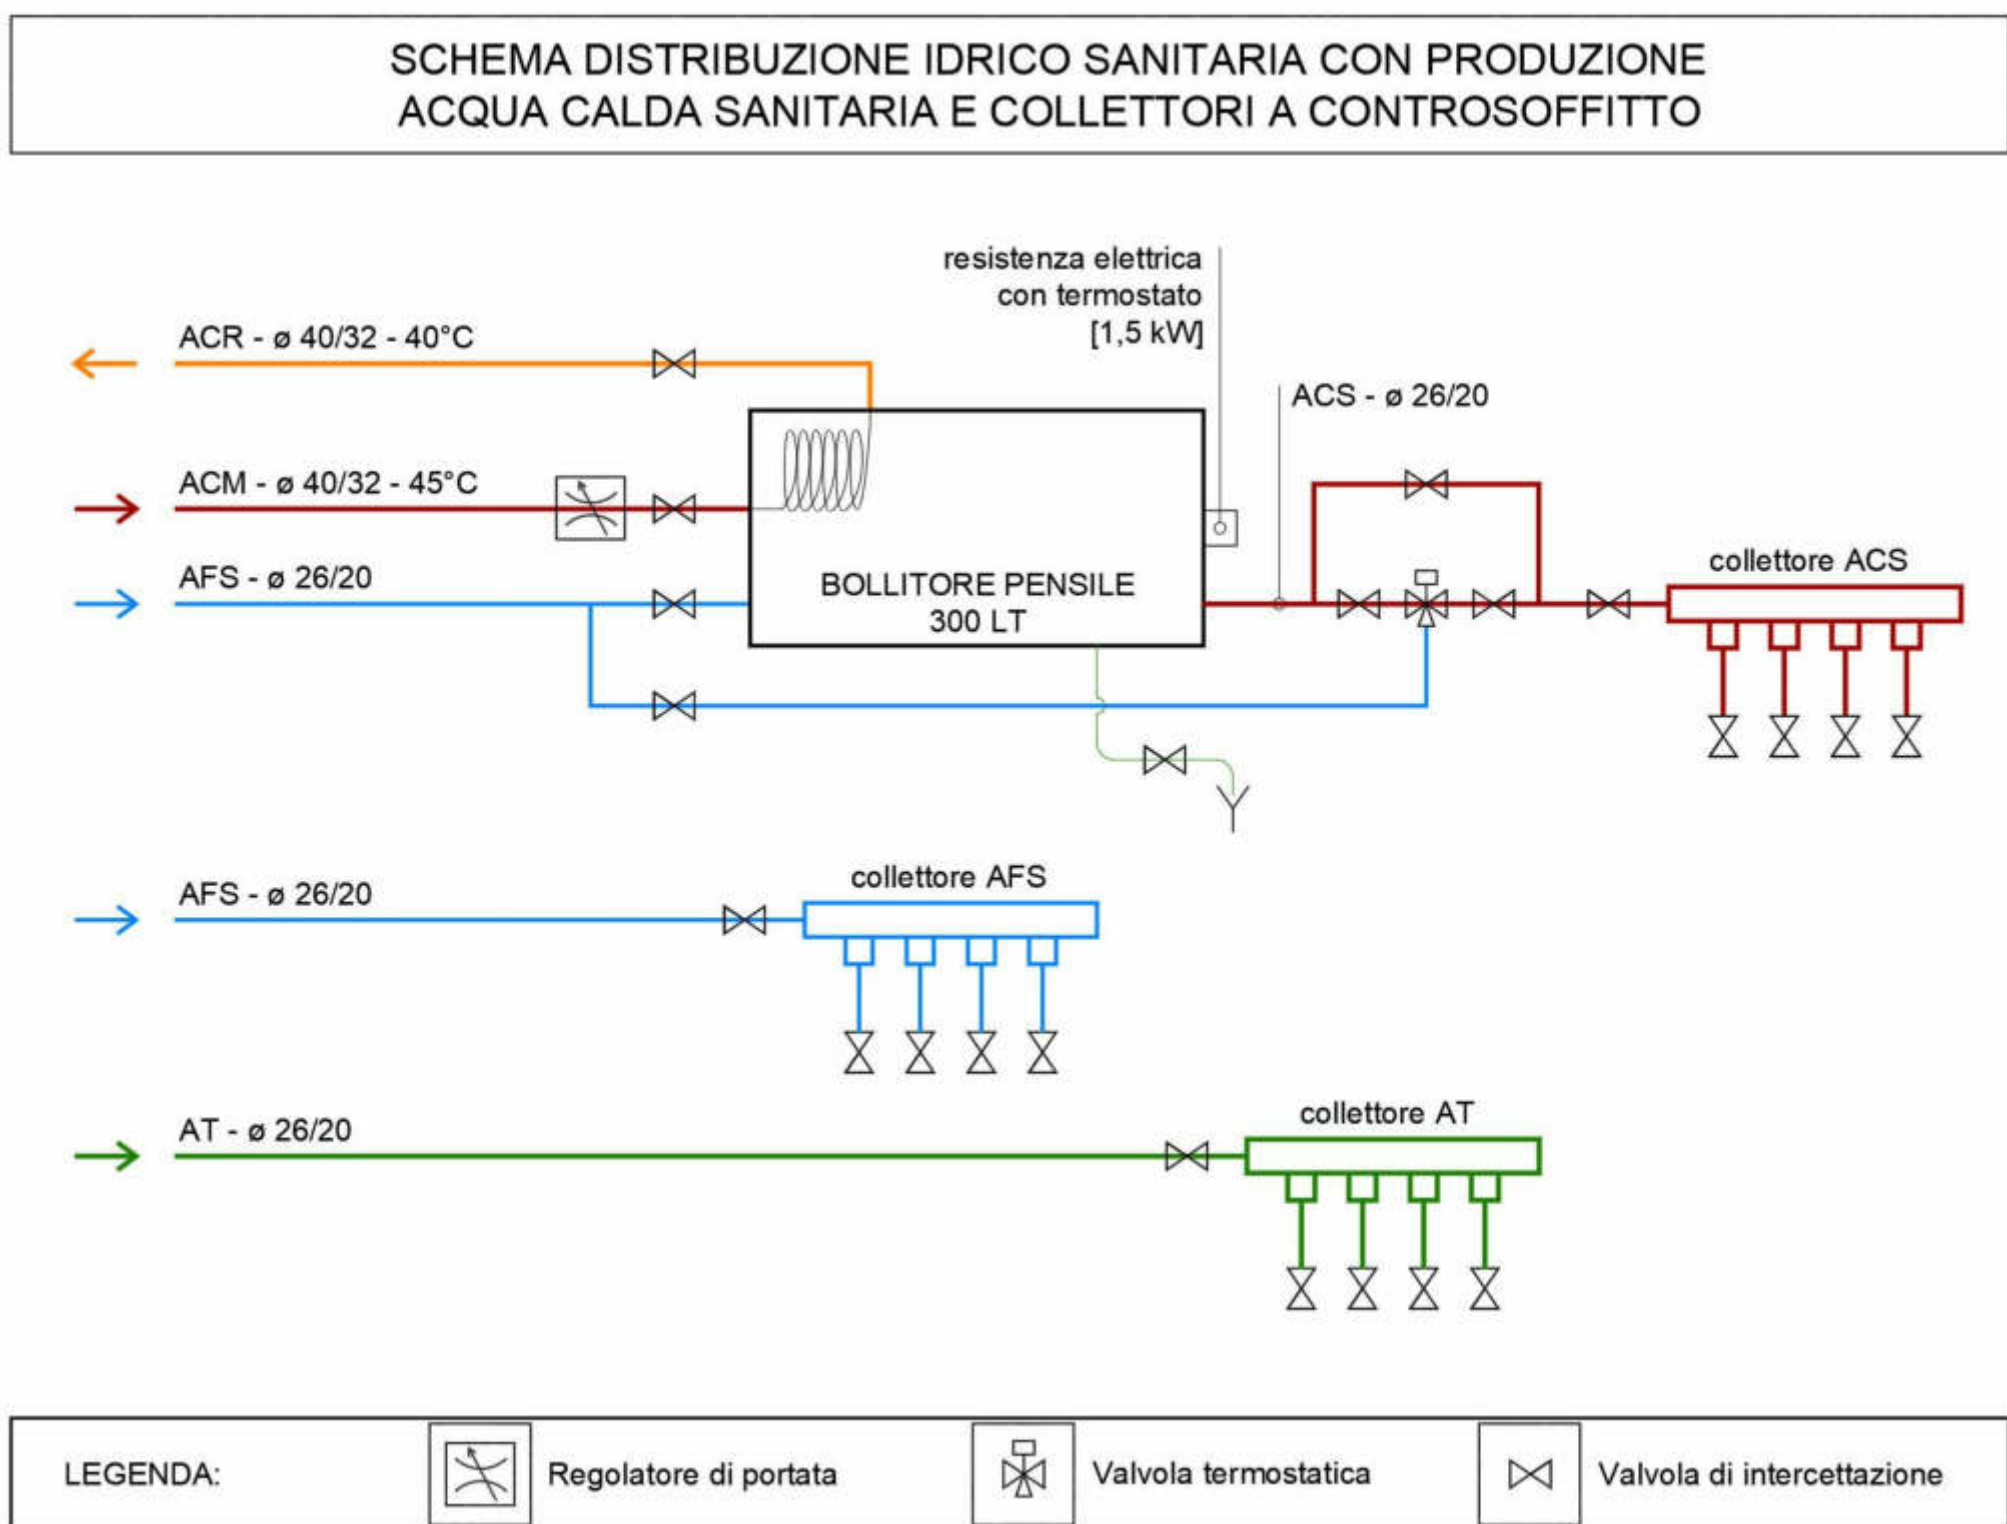 SCHEMA DISTRIBUZIONE IDRICO SANITARIA CON PRODUZIONE
ACQUA CALDA SANITARIA E COLLETTORI A CONTROSOFFITTO
resistenza elettrica
con termostato
[1,5 kW]
ACR - ø 40/32 - 40°C
ACS - ø 26/20
ACM - ø 40/32 - 45°C
collettore ACS
AFS - ø 26/20
BOLLITORE PENSILE
300 LT
collettore AFS
AFS - ø 26/20
collettore AT
AT - ø 26/20
LEGENDA:
Regolatore di portata
Valvola termostatica
Valvola di intercettazione